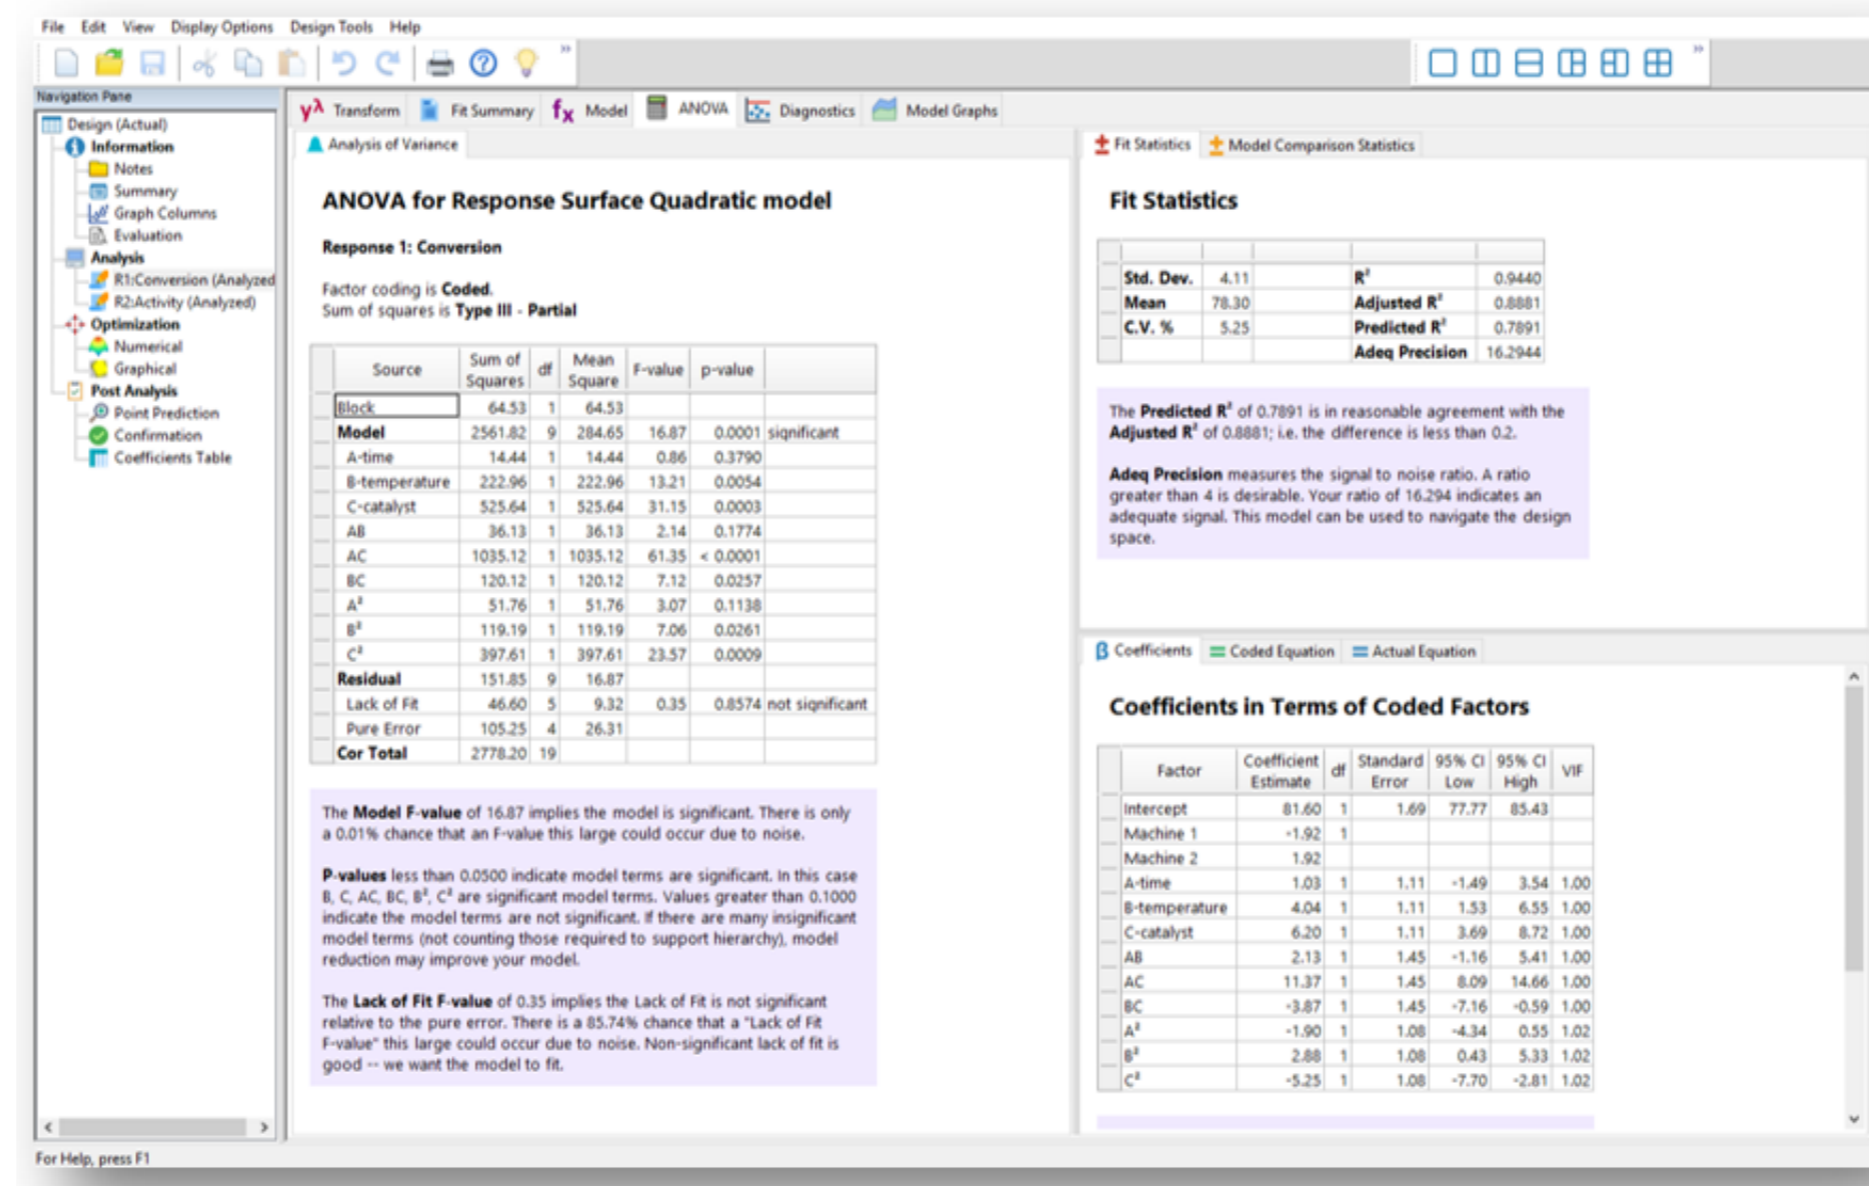 File Edit View Display Options Design Tools Help
Navigation Pane
Design (Actual)
Information
Notes
Summary
Graph Columns
Evaluation
Analysis
R1:Conversion (Analyzed
R2:Activity (Analyzed)
Optimization
Numerical
Graphical
Post Analysis
Point Prediction
Confirmation
Coefficients Table
yλ Transform Fit Summary fx Model ANOVA Diagnostics Model Graphs
Analysis of Variance
ANOVA for Response Surface Quadratic model
Response 1: Conversion
Factor coding is Coded.
Sum of squares is Type III - Partial
Source Sum of Squares df Mean Square F-value p-value
Block 64.53 1 64.53
Model 2561.82 9 284.65 16.87 0.0001 significant
A-time 14.44 1 14.44 0.86 0.3790
B-temperature 222.96 1 222.96 13.21 0.0054
C-catalyst 525.64 1 525.64 31.15 0.0003
AB 36.13 1 36.13 2.14 0.1774
AC 1035.12 1 1035.12 61.35 < 0.0001
BC 120.12 1 120.12 7.12 0.0257
A² 51.76 1 51.76 3.07 0.1138
B² 119.19 1 119.19 7.06 0.0261
C² 397.61 1 397.61 23.57 0.0009
Residual 151.85 9 16.87
Lack of Fit 46.60 5 9.32 0.35 0.8574 not significant
Pure Error 105.25 4 26.31
Cor Total 2778.20 19
The Model F-value of 16.87 implies the model is significant. There is only
a 0.01% chance that an F-value this large could occur due to noise.
P-values less than 0.0500 indicate model terms are significant. In this case
B, C, AC, BC, B², C² are significant model terms. Values greater than 0.1000
indicate the model terms are not significant. If there are many insignificant
model terms (not counting those required to support hierarchy), model
reduction may improve your model.
The Lack of Fit F-value of 0.35 implies the Lack of Fit is not significant
relative to the pure error. There is a 85.74% chance that a "Lack of Fit
F-value" this large could occur due to noise. Non-significant lack of fit is
good -- we want the model to fit.
Fit Statistics Model Comparison Statistics
Fit Statistics
Std. Dev. 4.11 R² 0.9440
Mean 78.30 Adjusted R² 0.8881
C.V. % 5.25 Predicted R² 0.7891
Adeq Precision 16.2944
The Predicted R² of 0.7891 is in reasonable agreement with the
Adjusted R² of 0.8881; i.e. the difference is less than 0.2.
Adeq Precision measures the signal to noise ratio. A ratio
greater than 4 is desirable. Your ratio of 16.294 indicates an
adequate signal. This model can be used to navigate the design
space.
β Coefficients Coded Equation Actual Equation
Coefficients in Terms of Coded Factors
Factor Coefficient Estimate df Standard Error 95% CI Low 95% CI High VIF
Intercept 81.60 1 1.69 77.77 85.43
Machine 1 -1.92 1
Machine 2 1.92
A-time 1.03 1 1.11 -1.49 3.54 1.00
B-temperature 4.04 1 1.11 1.53 6.55 1.00
C-catalyst 6.20 1 1.11 3.69 8.72 1.00
AB 2.13 1 1.45 -1.16 5.41 1.00
AC 11.37 1 1.45 8.09 14.66 1.00
BC -3.87 1 1.45 -7.16 -0.59 1.00
A² -1.90 1 1.08 -4.34 0.55 1.02
B² 2.88 1 1.08 0.43 5.33 1.02
C² -5.25 1 1.08 -7.70 -2.81 1.02
For Help, press F1